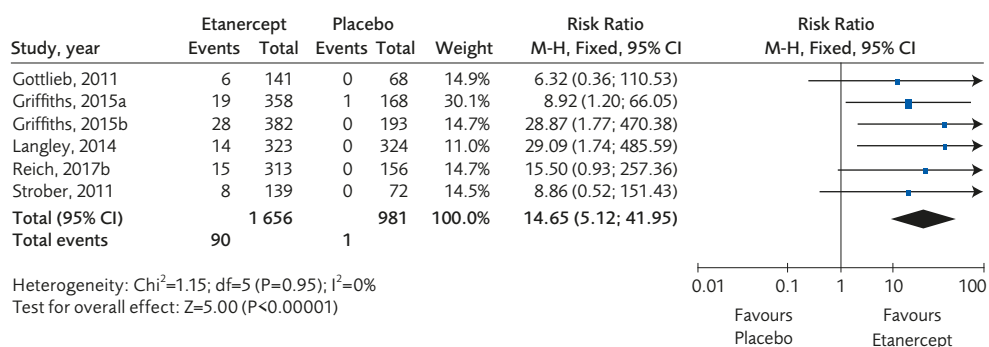 Etanercept Placebo Risk Ratio Risk Ratio
Study, year Events Total Events Total Weight M-H, Fixed, 95% CI M-H, Fixed, 95% CI
Gottlieb, 2011 6 141 0 68 14.9% 6.32 (0.36; 110.53)
Griffiths, 2015a 19 358 1 168 30.1% 8.92 (1.20; 66.05)
Griffiths, 2015b 28 382 0 193 14.7% 28.87 (1.77; 470.38)
Langley, 2014 14 323 0 324 11.0% 29.09 (1.74; 485.59)
Reich, 2017b 15 313 0 156 14.7% 15.50 (0.93; 257.36)
Strober, 2011 8 139 0 72 14.5% 8.86 (0.52; 151.43)
Total (95% CI) 1 656 981 100.0% 14.65 (5.12; 41.95)
Total events 90 1
Heterogeneity: Chi²=1.15; df=5 (P=0.95); I²=0%
Test for overall effect: Z=5.00 (P<0.00001)
0.01 0.1 1 10 100
Favours Favours
Placebo Etanercept